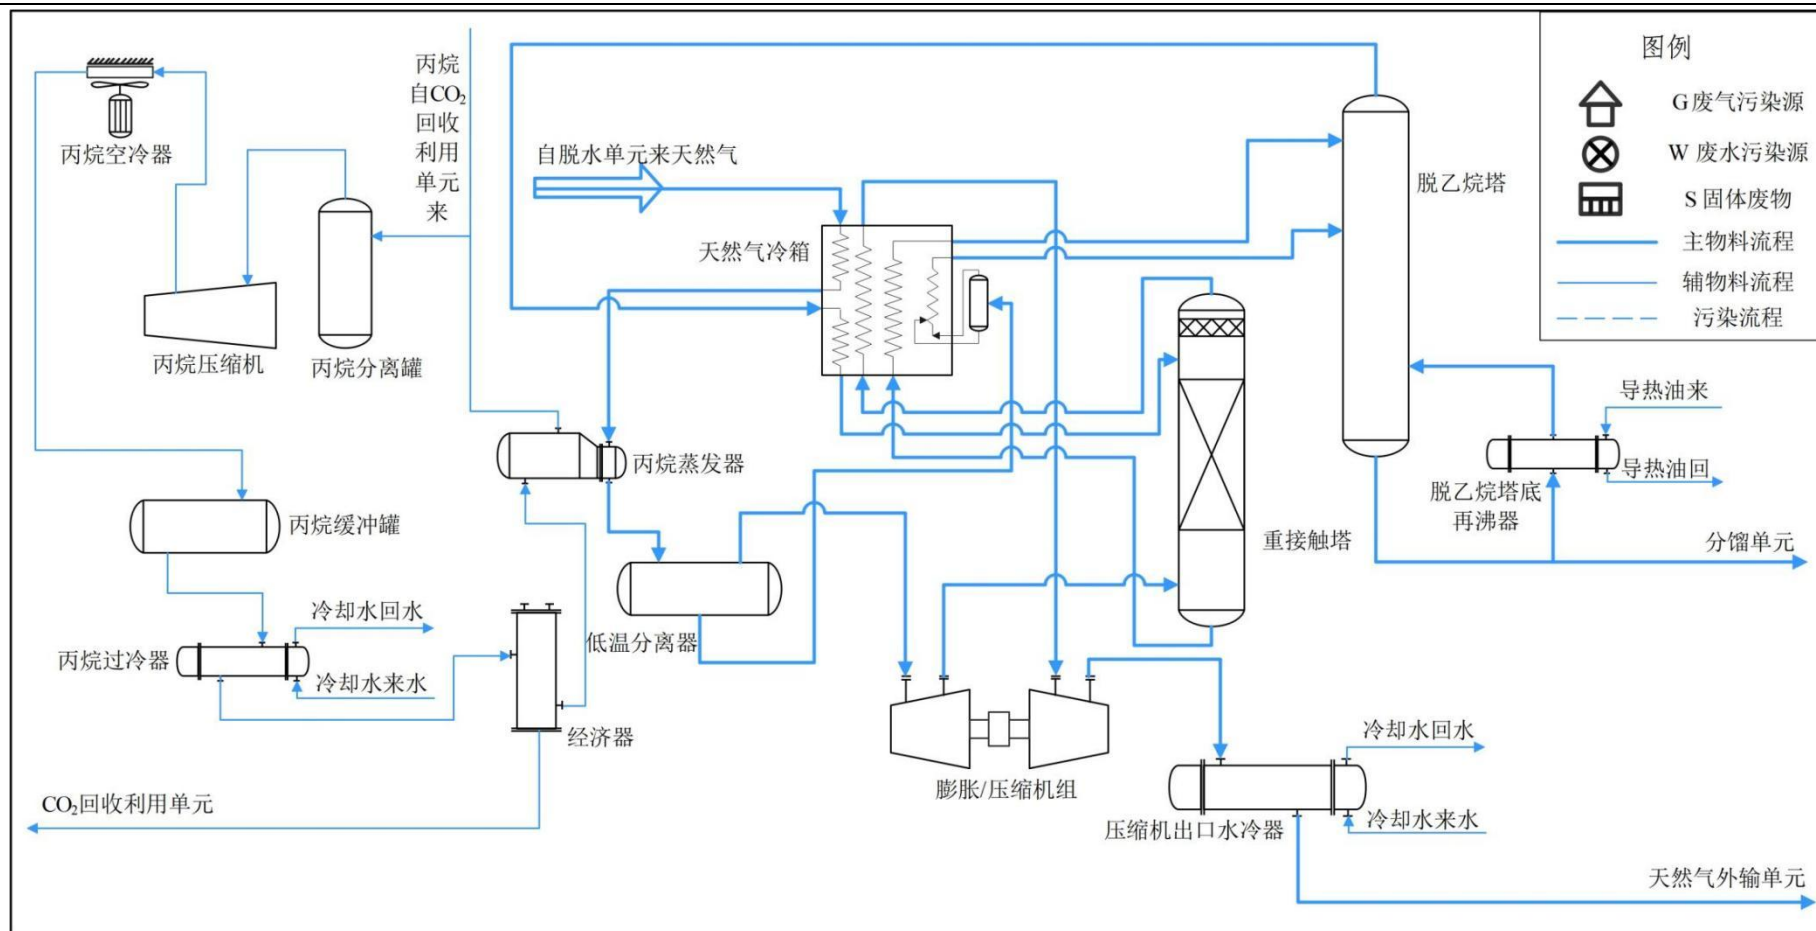 丙烷
自CO₂
回收
利用
单元
来
丙烷空冷器
自脱水单元来天然气
脱乙烷塔
图例
G废气污染源
W 废水污染源
S固体废物
主物料流程
辅物料流程
污染流程
天然气冷箱
丙烷压缩机
丙烷分离罐
导热油来
丙烷蒸发器
导热油回
脱乙烷塔底
再沸器
丙烷缓冲罐
重接触塔
分馏单元
冷却水回水
低温分离器
丙烷过冷器
冷却水来水
经济器
冷却水回水
膨胀/压缩机组
CO₂回收利用单元
压缩机出口水冷器
冷却水来水
天然气外输单元